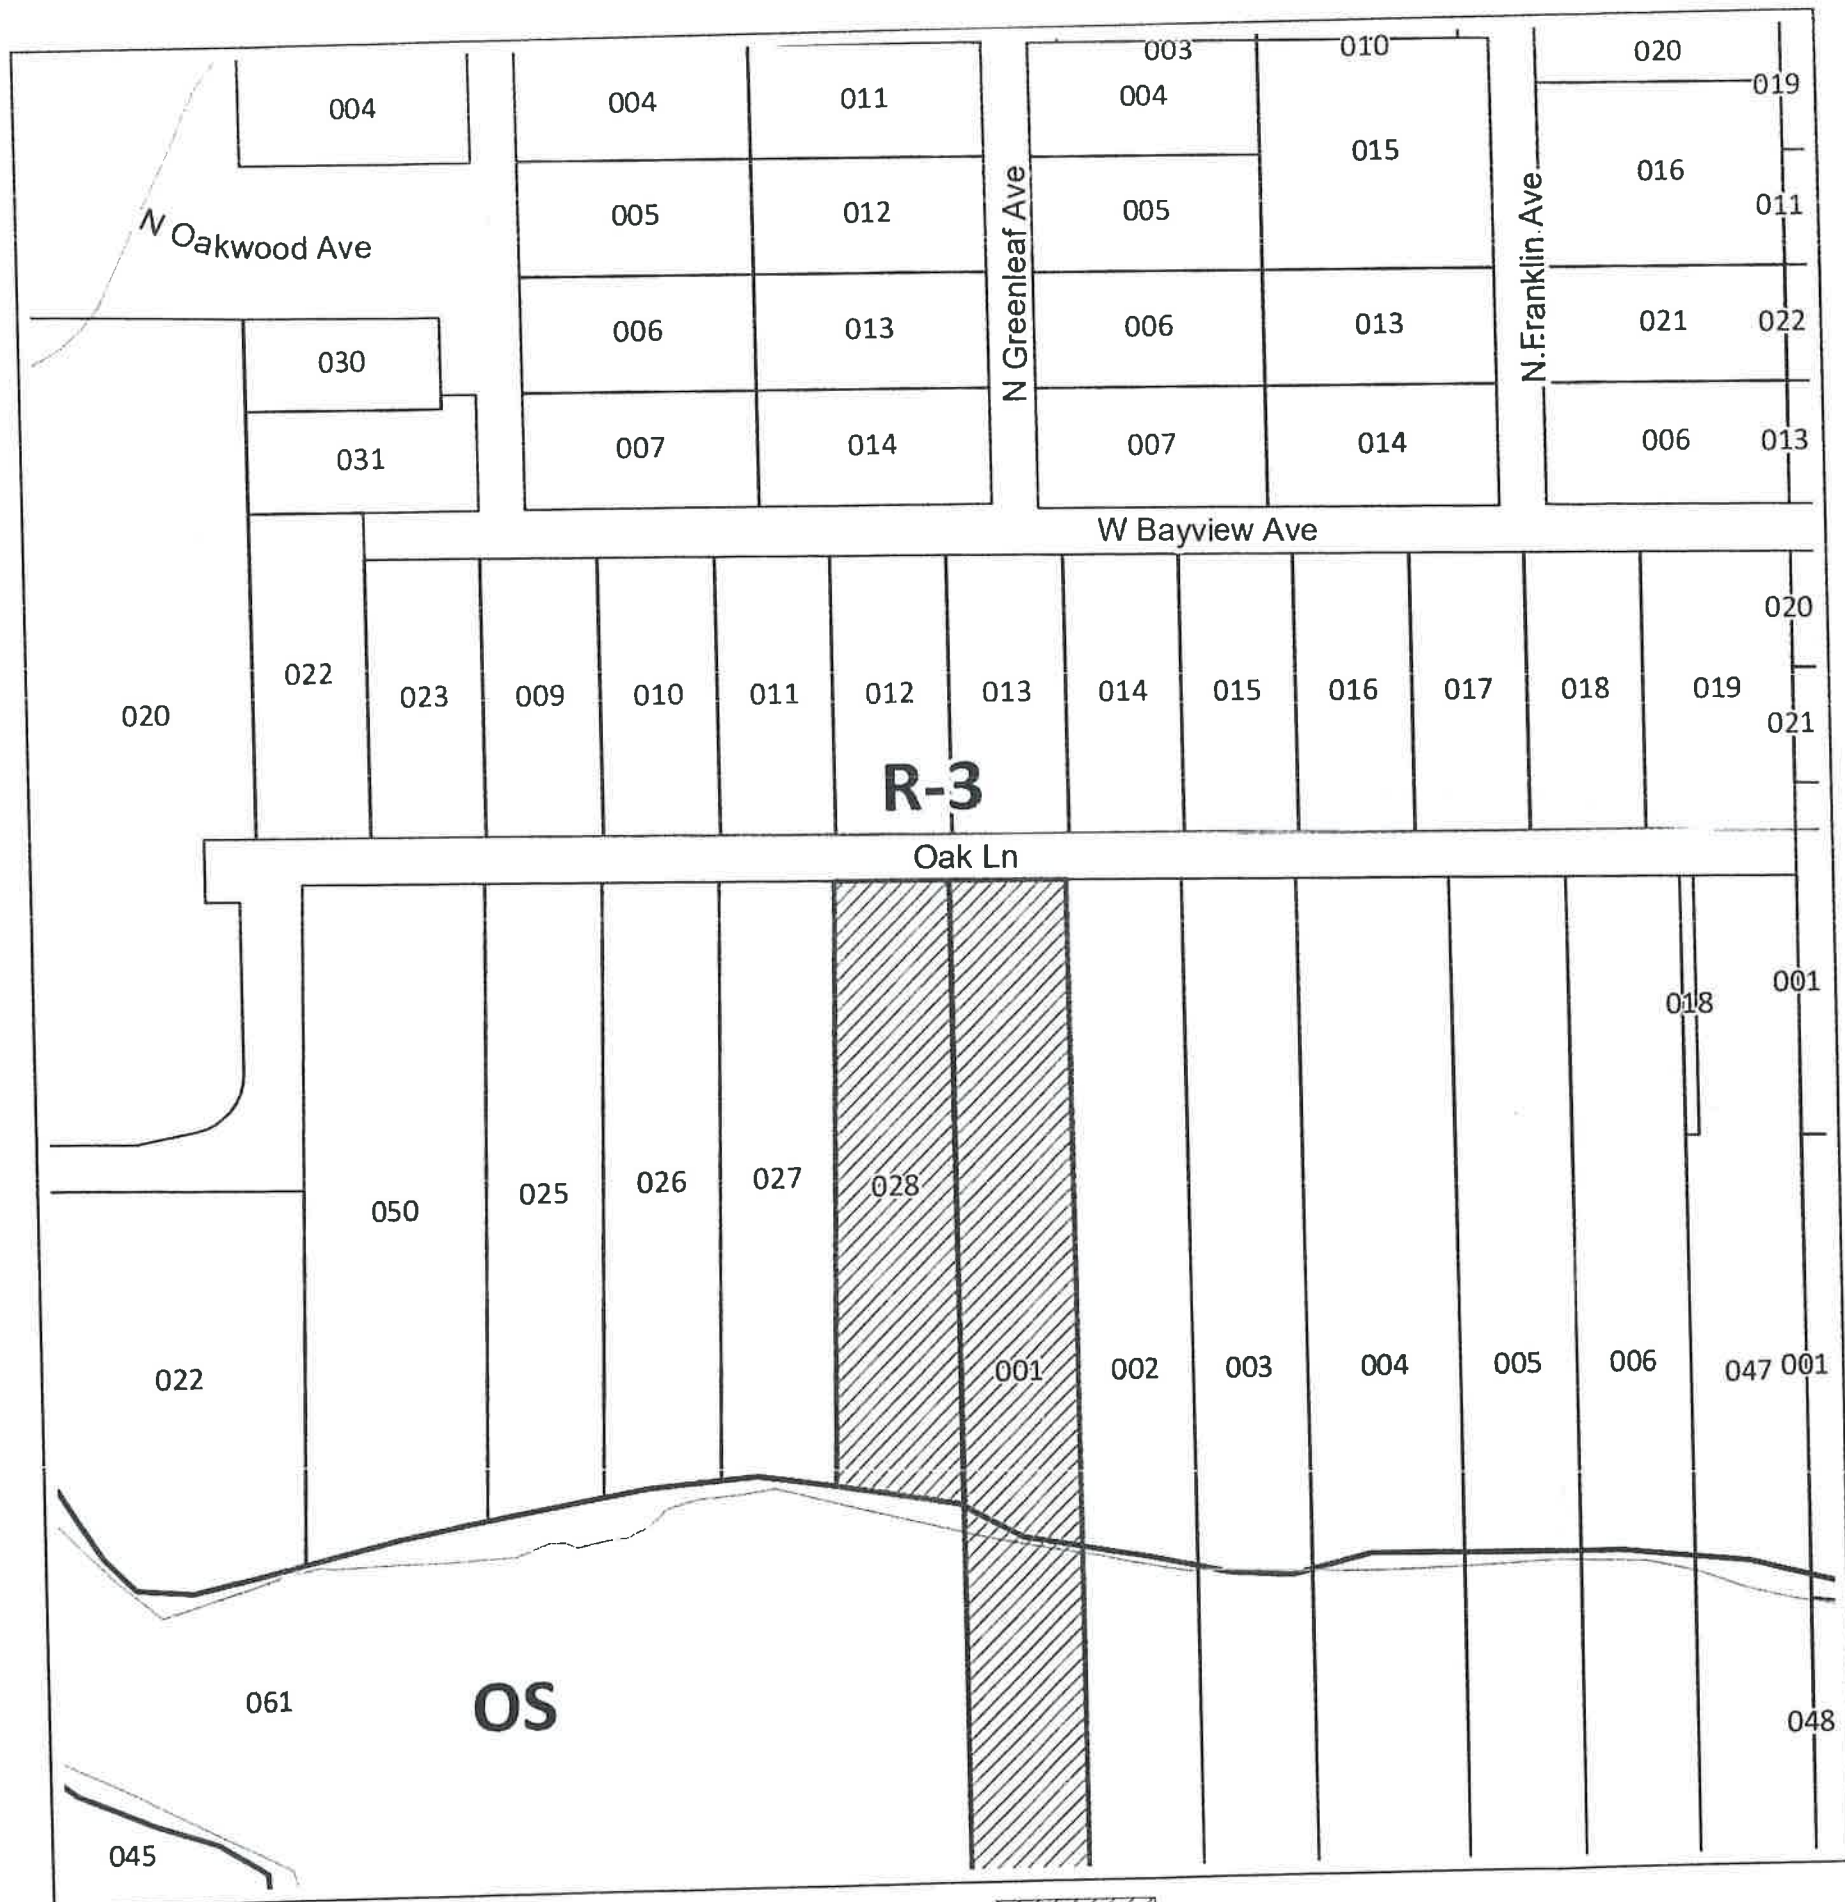 003 010 020
004 004 011 004 019
015
016
005 012 005 011
N Oakwood Ave
N Greenleaf Ave
N.Franklin.Ave
006 013 006 013 021 022
030
007 014 007 014 006 013
031
W Bayview Ave
020
022
023 009 010 011 012 013 014 015 016 017 018 019
020
021
R-3
Oak Ln
001
018
050 025 026 027 028
022
001 002 003 004 005 006 047 001
061
OS
048
045